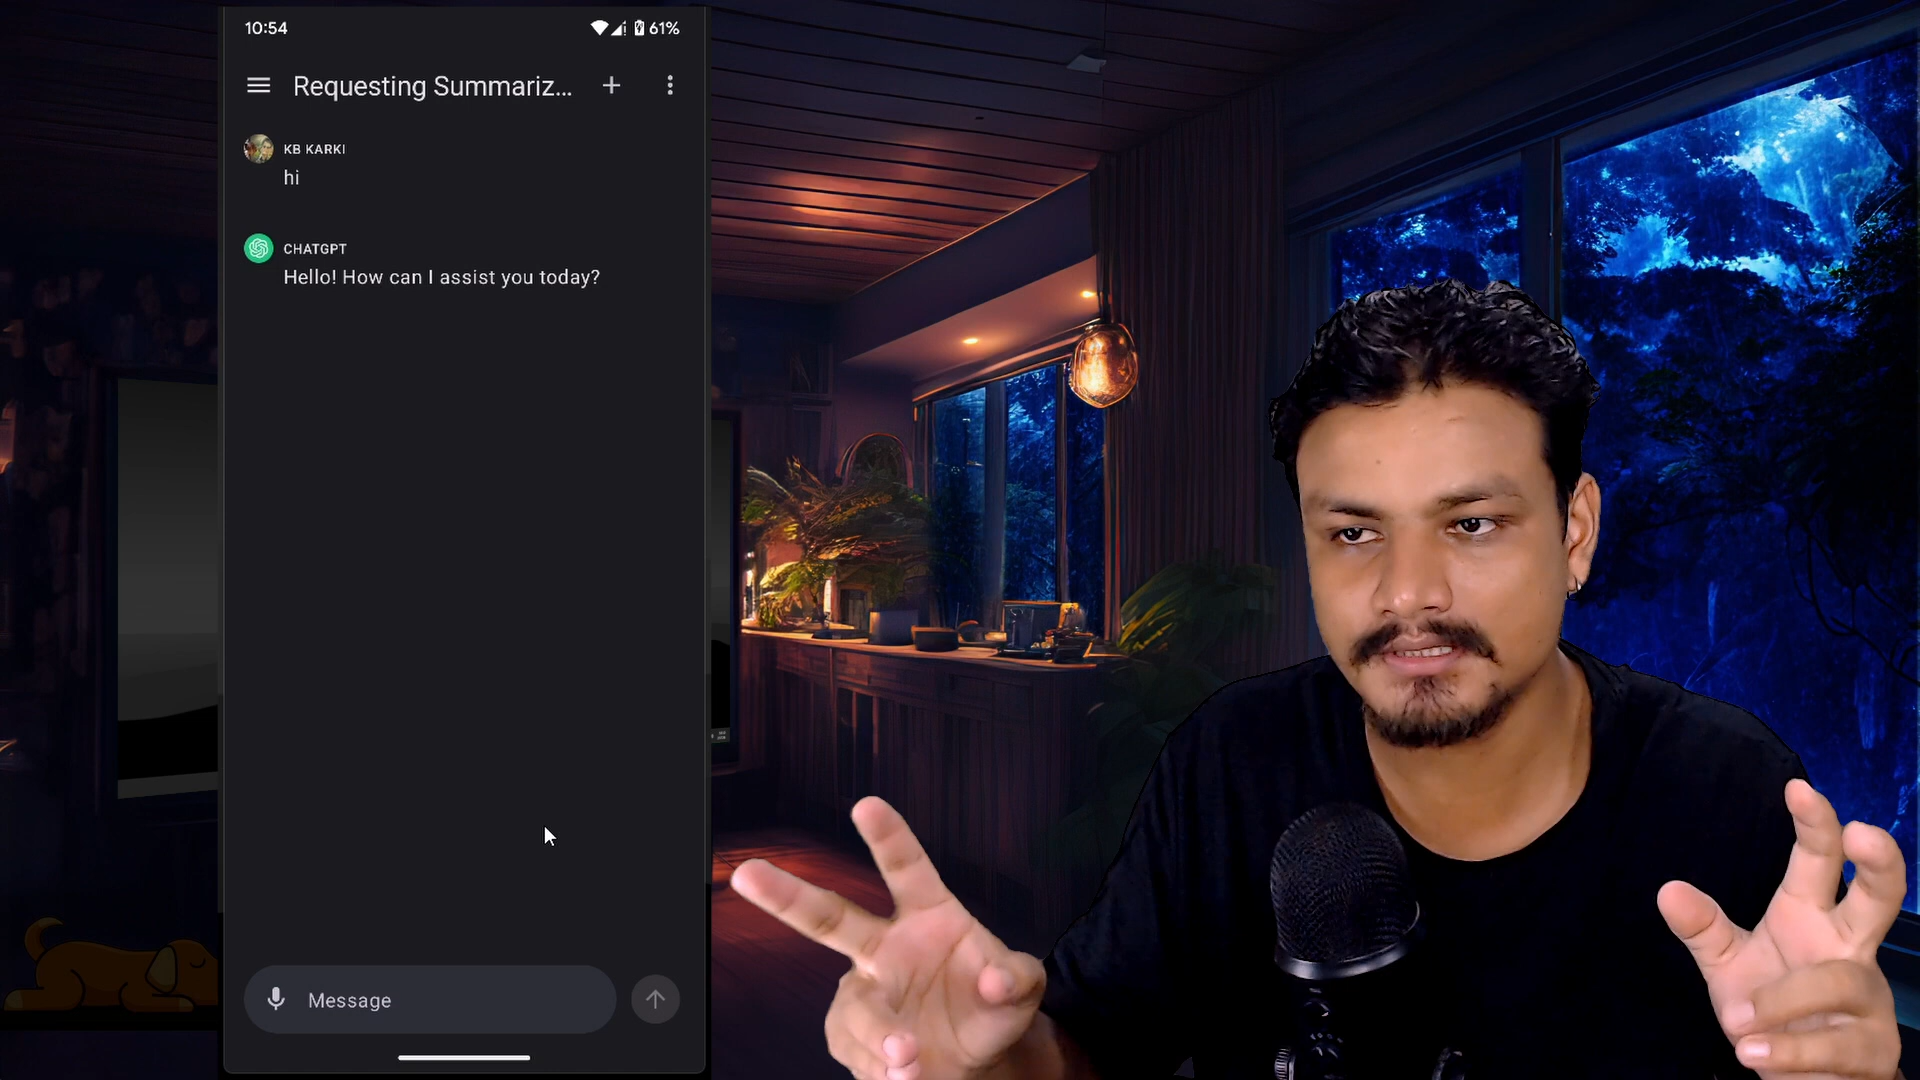 10:54
61%
Requesting Summariz...
KB KARKI
hi
CHATGPT
Hello! How can I assist you today?
Message